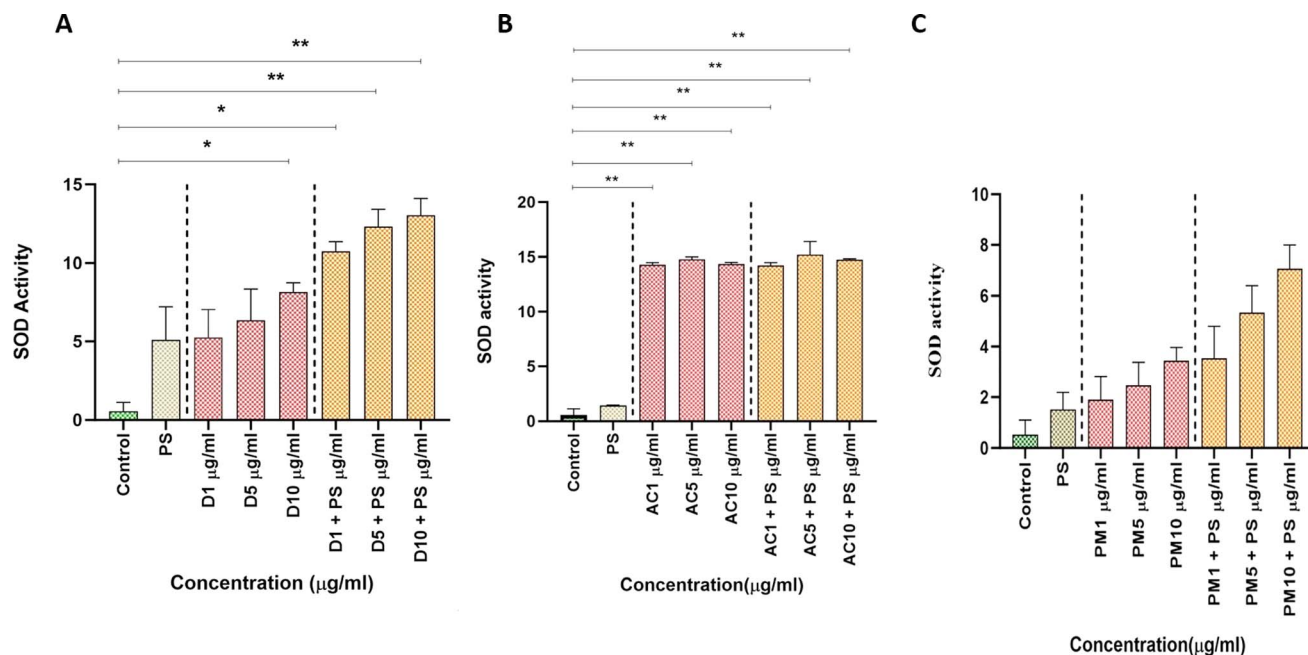 A
**
**
*
*
15
10
5
0
SOD Activity
Control
PS
D1 μg/ml
D5 μg/ml
D10 μg/ml
D1 + PS μg/ml
D5 + PS μg/ml
D10 + PS μg/ml
Concentration (μg/ml)
B
**
**
**
**
**
**
20
15
10
5
0
SOD activity
Control
PS
AC1 μg/ml
AC5 μg/ml
AC10 μg/ml
AC1 + PS μg/ml
AC5 + PS μg/ml
AC10 + PS μg/ml
Concentration(μg/ml)
C
10
8
6
4
2
0
SOD activity
Control
PS
PM1 μg/ml
PM5 μg/ml
PM10 μg/ml
PM1 + PS μg/ml
PM5 + PS μg/ml
PM10 + PS μg/ml
Concentration(μg/ml)